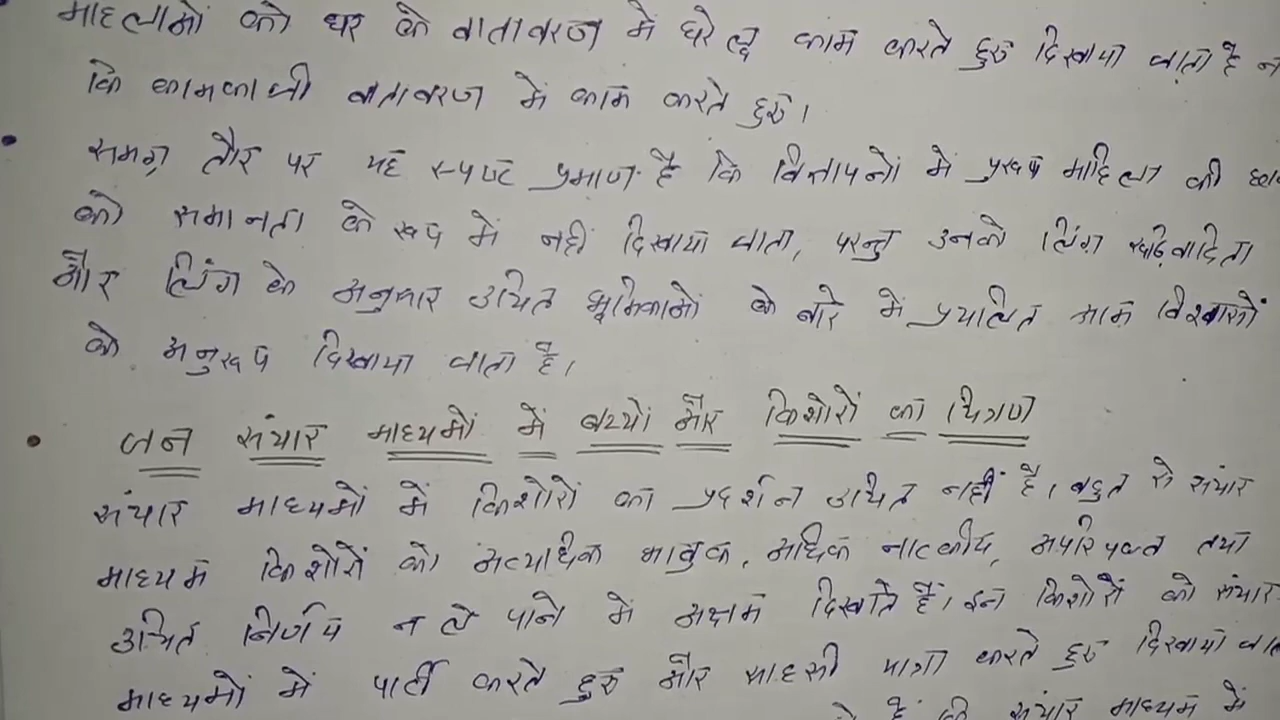 महिलाओं को घर के वातावरण में घरेलू काम करते हुए दिखाया जाता है न
कि कामकाजी वातावरण में काम करते हुए।
समग्र तौर पर यह स्पष्ट प्रमाण है कि विज्ञापनों में पुरुष महिला की
को समानता के रूप में नहीं दिखाया जाता, परन्तु उनको लिंग रूढ़िवादिता
और लिंग के अनुसार उचित भूमिकाओं के बारे में प्रचलित आम विश्वासों
के अनुरूप दिखाया जाता है।
जन संचार माध्यमों में बच्चों और किशोरों का चित्रण
संचार माध्यमों में किशोरों का प्रदर्शन उचित नहीं है। बहुत से संचार
माध्यम किशोरों को अत्याधिक भावुक, अधिक नाटकीय, अपरिपक्व तथा
उचित निर्णय न ले पाने में अक्षम दिखाते हैं। इन किशोरों को संचार
माध्यमों में पार्टी करते हुए और साहसी यात्रा करते हुए दिखाया
है कि संचार माध्यम में